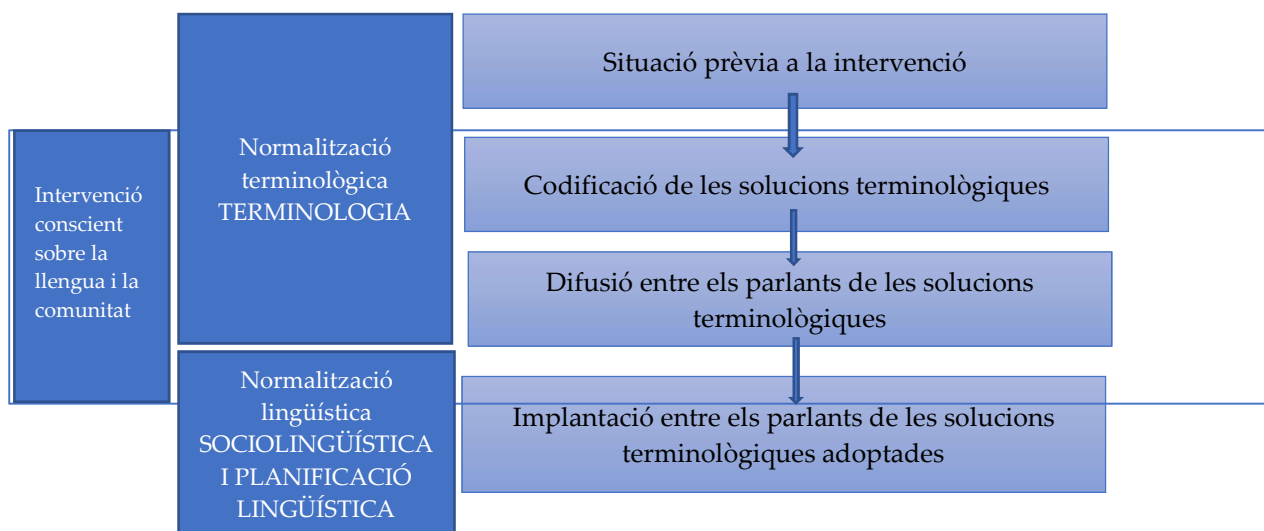 Situació prèvia a la intervenció
Normalització
terminològica
TERMINOLOGIA
Codificació de les solucions terminològiques
Intervenció
conscient
sobre la
llengua i la
comunitat
Difusió entre els parlants de les solucions
terminològiques
Normalització
lingüística
SOCIOLINGÜÍSTICA
I PLANIFICACIÓ
LINGÜÍSTICA
Implantació entre els parlants de les solucions
terminològiques adoptades